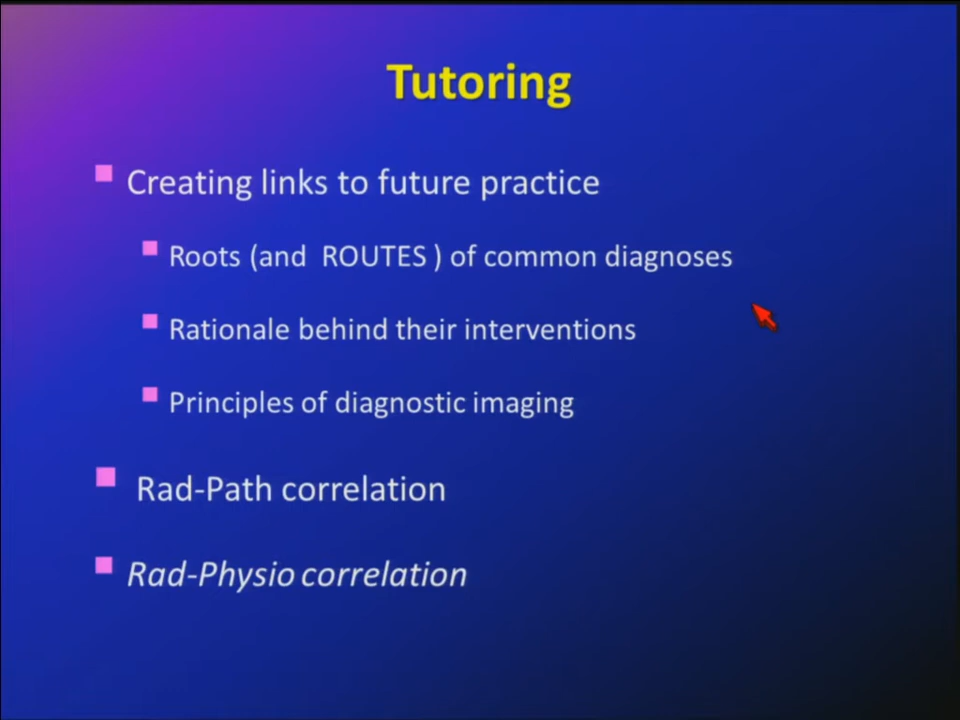 Tutoring
Creating links to future practice
Roots (and  ROUTES ) of common diagnoses
Rationale behind their interventions
Principles of diagnostic imaging
Rad-Path correlation
Rad-Physio correlation